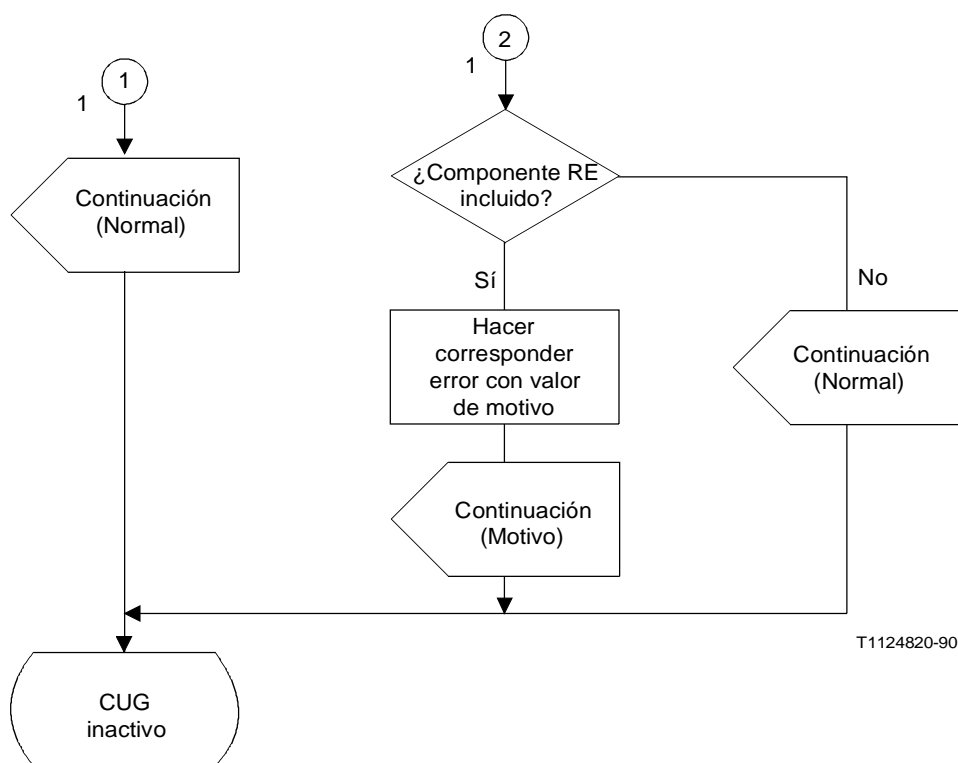 1
1
Continuación
(Normal)
2
1
¿Componente RE
incluido?
Sí
No
Hacer
corresponder
error con valor
de motivo
Continuación
(Normal)
Continuación
(Motivo)
T1124820-90
CUG
inactivo